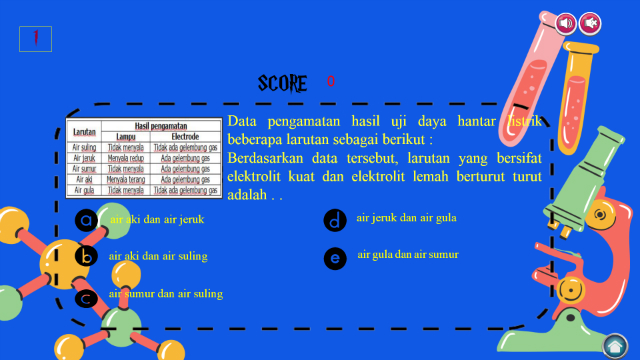 1
SCORE 0
Larutan Hasil pengamatan
Lampu Electrode
Air suling Tidak menyala Tidak ada gelembung gas
Air jeruk Menyala redup Ada gelembung gas
Air sumur Tidak menyala Ada gelembung gas
Air aki Menyala terang Ada gelembung gas
Air gula Tidak menyala Tidak ada gelembung gas
Data pengamatan hasil uji daya hantar listrik
beberapa larutan sebagai berikut :
Berdasarkan data tersebut, larutan yang bersifat
elektrolit kuat dan elektrolit lemah berturut turut
adalah . .
a air aki dan air jeruk
b air aki dan air suling
c air sumur dan air suling
d air jeruk dan air gula
e air gula dan air sumur